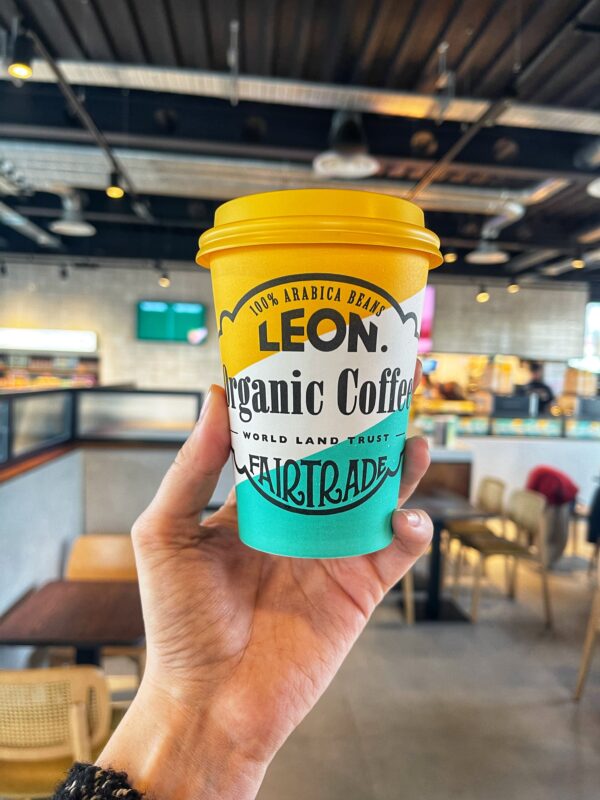 100% ARABICA BEANS
LEON.
Organic Coffee
WORLD LAND TRUST
FAIRTRADE